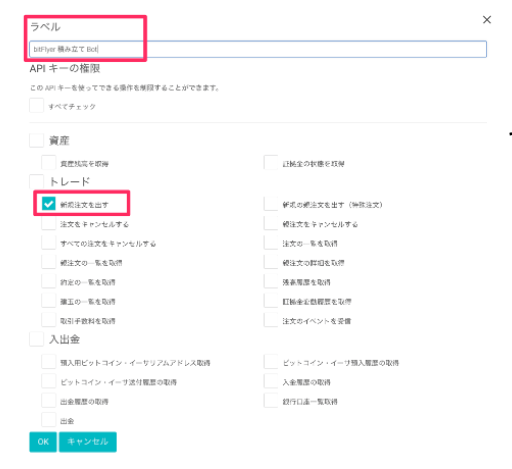 ラベル
bitFlyer 積み立て Bot
API キーの権限
この API キーを使ってできる操作を制限することができます。
すべてチェック
資産
資産残高を取得 証拠金の状態を取得
トレード
新規注文を出す 新規の親注文を出す（特殊注文）
注文をキャンセルする 親注文をキャンセルする
すべての注文をキャンセルする 注文の一覧を取得
親注文の一覧を取得 親注文の詳細を取得
約定の一覧を取得 残高履歴を取得
建玉の一覧を取得 証拠金変動履歴を取得
取引手数料を取得 注文のイベントを受信
入出金
預入用ビットコイン・イーサリアムアドレス取得 ビットコイン・イーサ預入履歴の取得
ビットコイン・イーサ送付履歴の取得 入金履歴の取得
出金履歴の取得 銀行口座一覧取得
出金
OK キャンセル